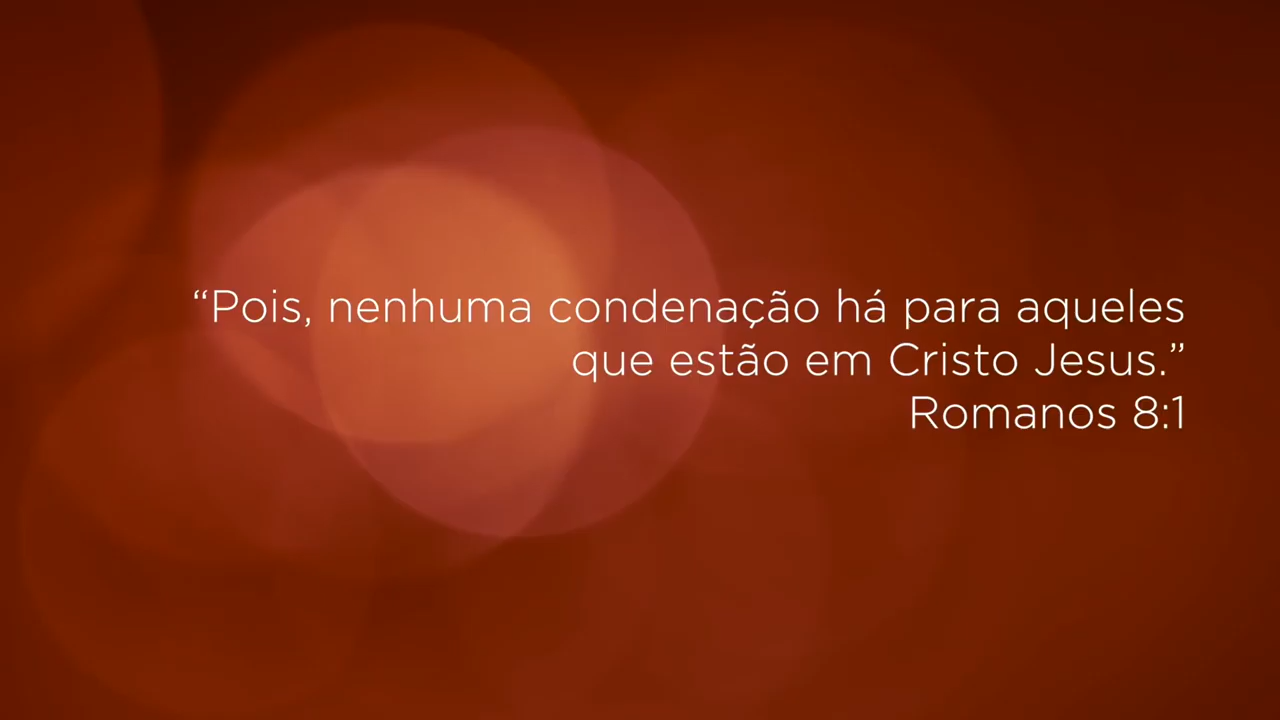 “Pois, nenhuma condenação há para aqueles
que estão em Cristo Jesus.”
Romanos 8:1